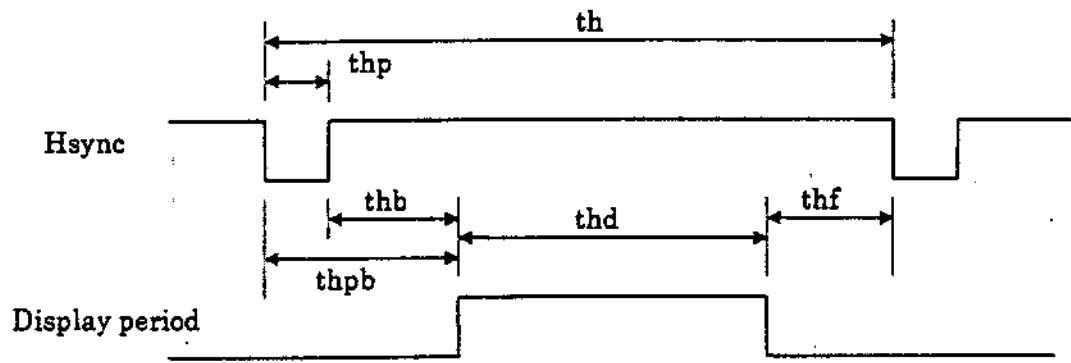 th
thp
Hsync
thb
thd
thf
thpb
Display period